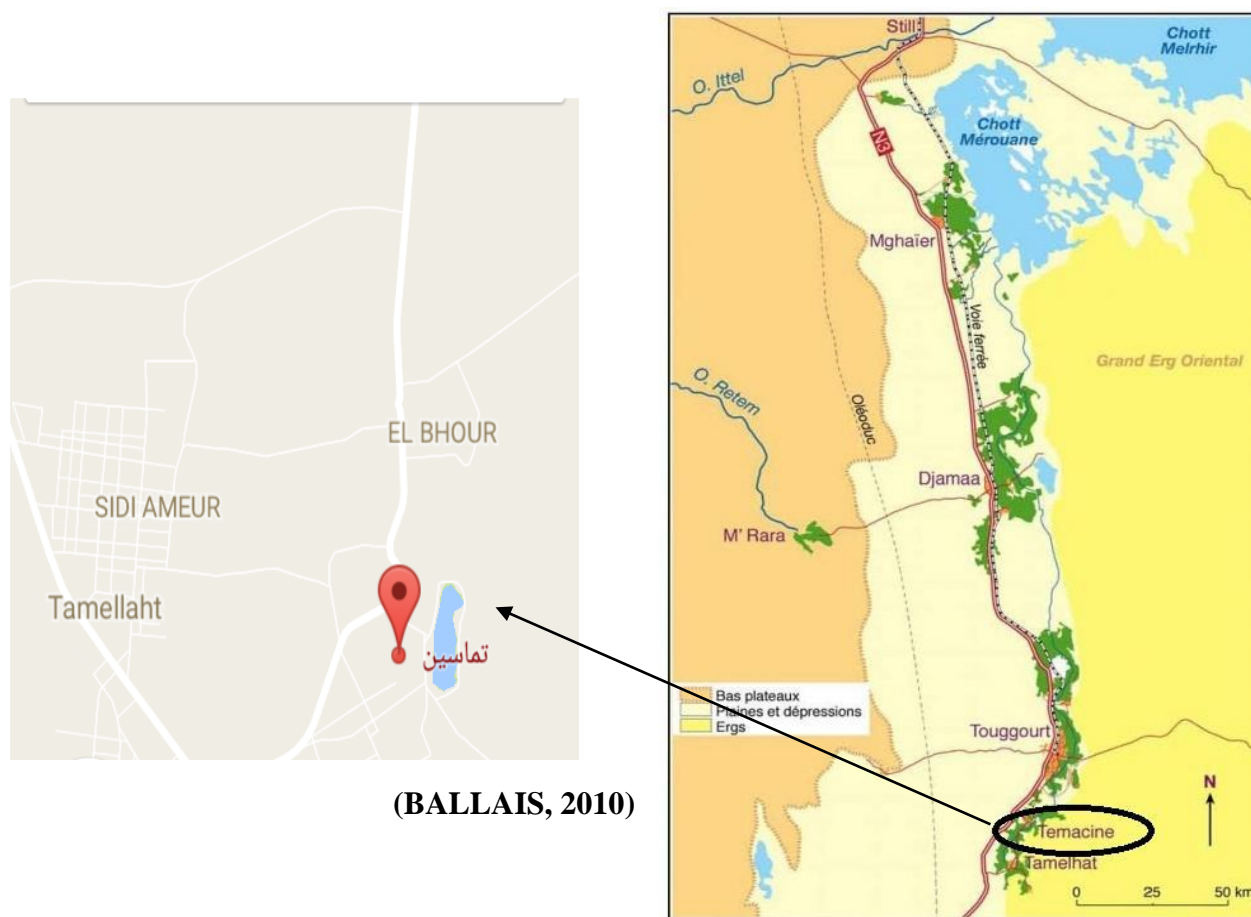 EL BHOUR
SIDI AMEUR
Tamellaht
تماسين
(BALLAIS, 2010)
Still
Chott
Melrhir
O. Ittel
N3
Chott
Mérouane
Mghaïer
Voie ferrée
Grand Erg Oriental
O. Retem
Oléoduc
Djamaa
M' Rara
Bas plateaux
Plaines et dépressions
Ergs
Touggourt
N
Temacine
Tamelhat
0 25 50 km